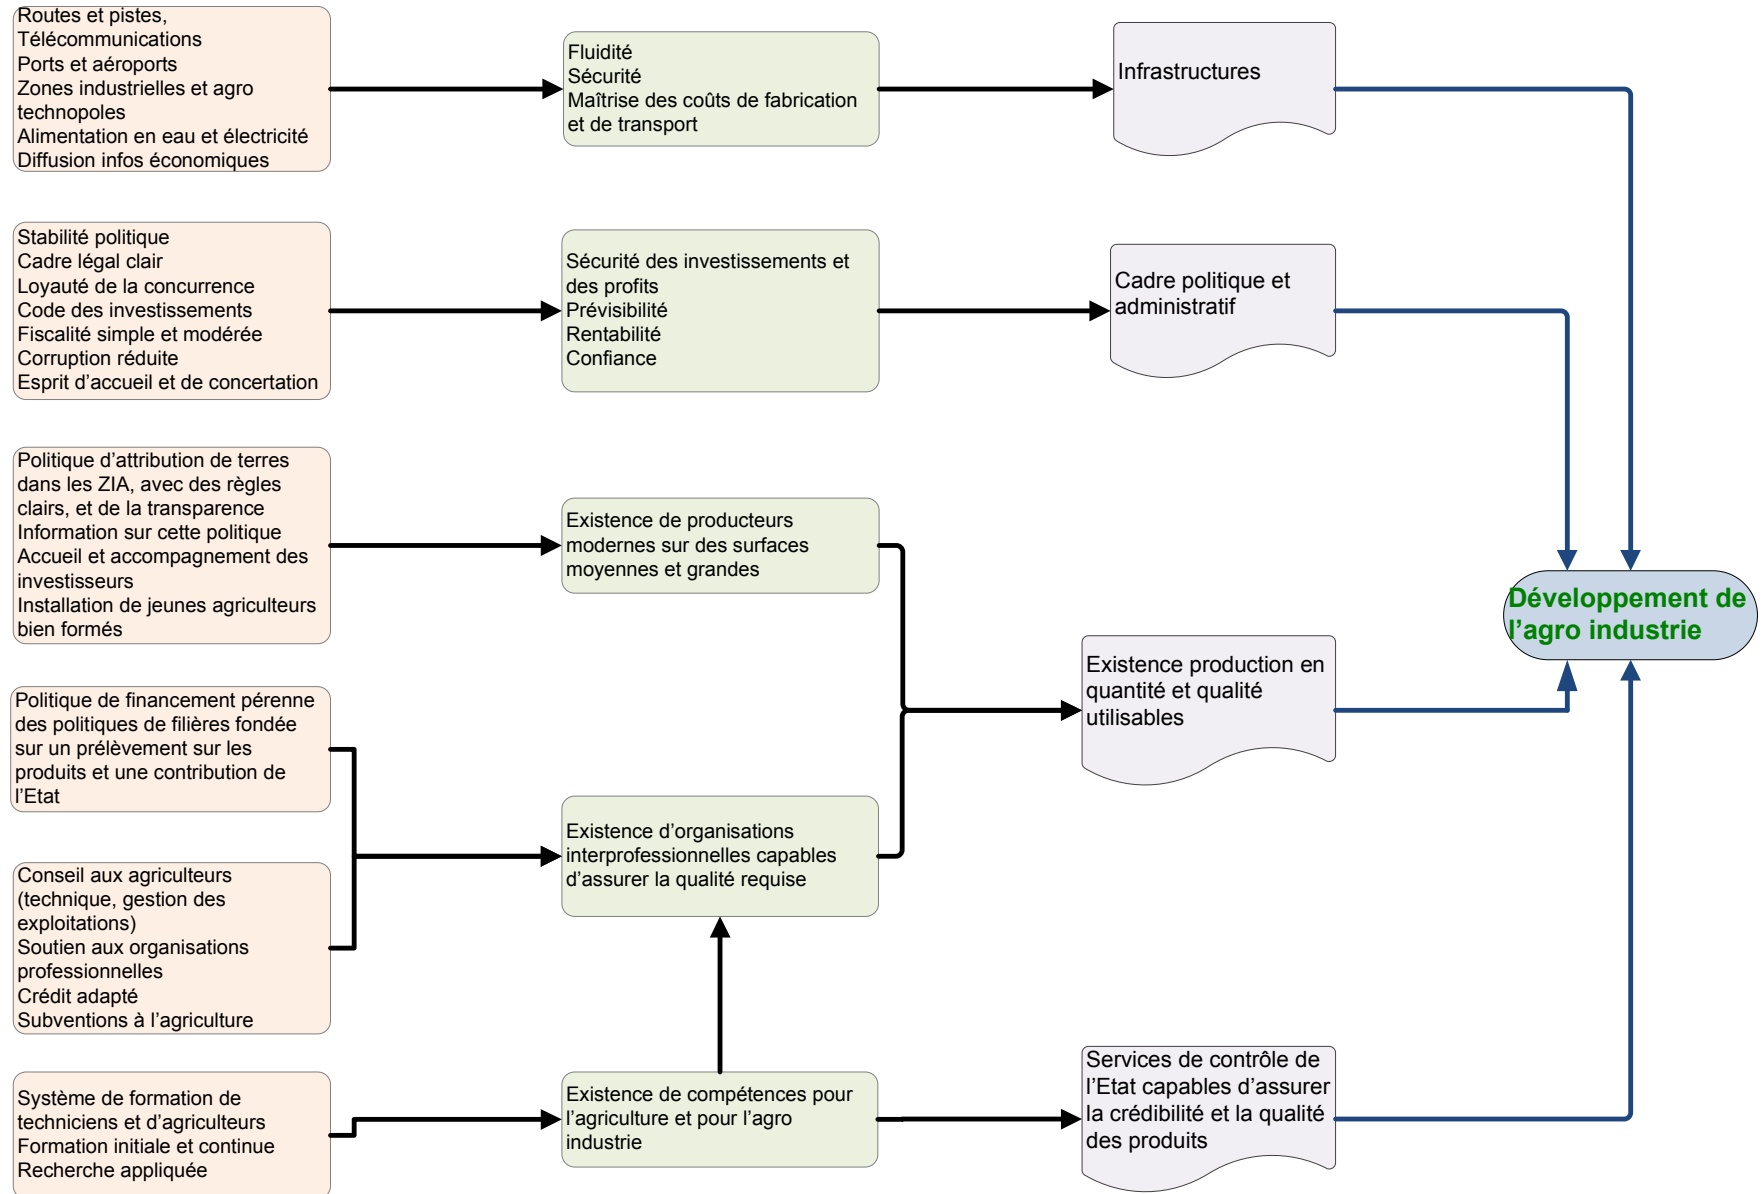 Routes et pistes,
Télécommunications
Ports et aéroports
Zones industrielles et agro
technopoles
Alimentation en eau et électricité
Diffusion infos économiques
Fluidité
Sécurité
Maîtrise des coûts de fabrication
et de transport
Infrastructures
Stabilité politique
Cadre légal clair
Loyauté de la concurrence
Code des investissements
Fiscalité simple et modérée
Corruption réduite
Esprit d’accueil et de concertation
Sécurité des investissements et
des profits
Prévisibilité
Rentabilité
Confiance
Cadre politique et
administratif
Politique d’attribution de terres
dans les ZIA, avec des règles
clairs, et de la transparence
Information sur cette politique
Accueil et accompagnement des
investisseurs
Installation de jeunes agriculteurs
bien formés
Existence de producteurs
modernes sur des surfaces
moyennes et grandes
Développement de
l’agro industrie
Existence production en
quantité et qualité
utilisables
Politique de financement pérenne
des politiques de filières fondée
sur un prélèvement sur les
produits et une contribution de
l’Etat
Existence d’organisations
interprofessionnelles capables
d’assurer la qualité requise
Conseil aux agriculteurs
(technique, gestion des
exploitations)
Soutien aux organisations
professionnelles
Crédit adapté
Subventions à l’agriculture
Système de formation de
techniciens et d’agriculteurs
Formation initiale et continue
Recherche appliquée
Existence de compétences pour
l’agriculture et pour l’agro
industrie
Services de contrôle de
l’Etat capables d’assurer
la crédibilité et la qualité
des produits